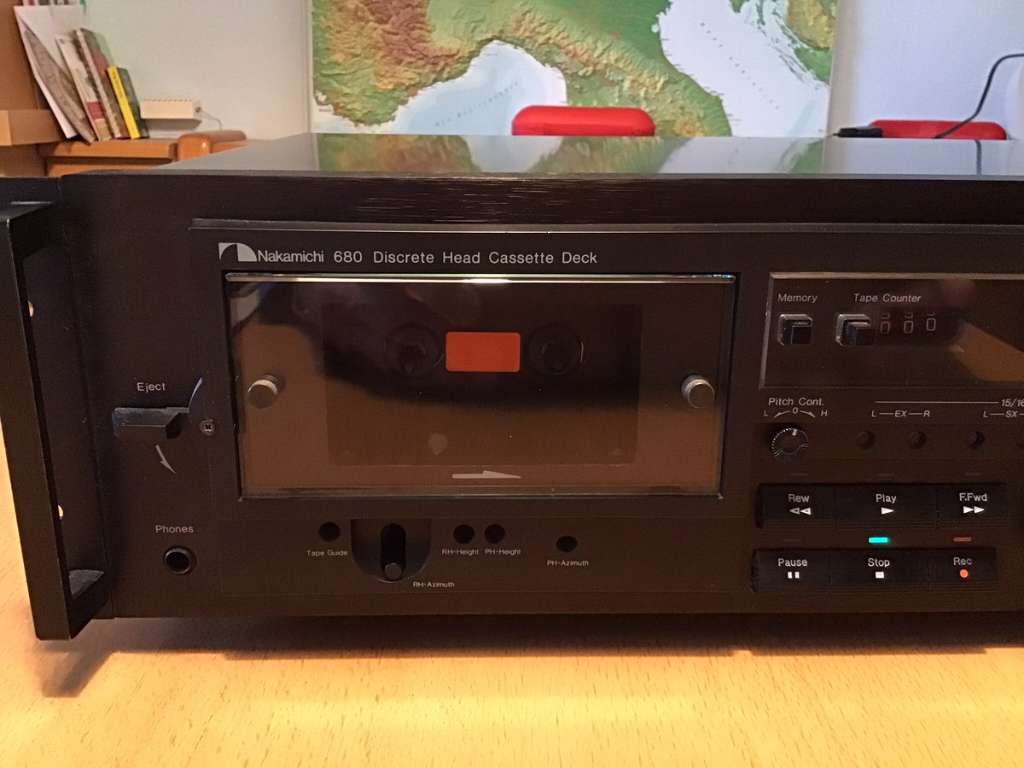 Nakamichi 680 Discrete Head Cassette Deck
Memory
Tape Counter
000
Eject
Pitch Cont.
L O H
15/16
L—EX—R
L—SX
Rew
Play
F.Fwd
Phones
Tape Guide
RH-Height
PH-Height
PH-Azimuth
RH-Azimuth
Pause
Stop
Rec